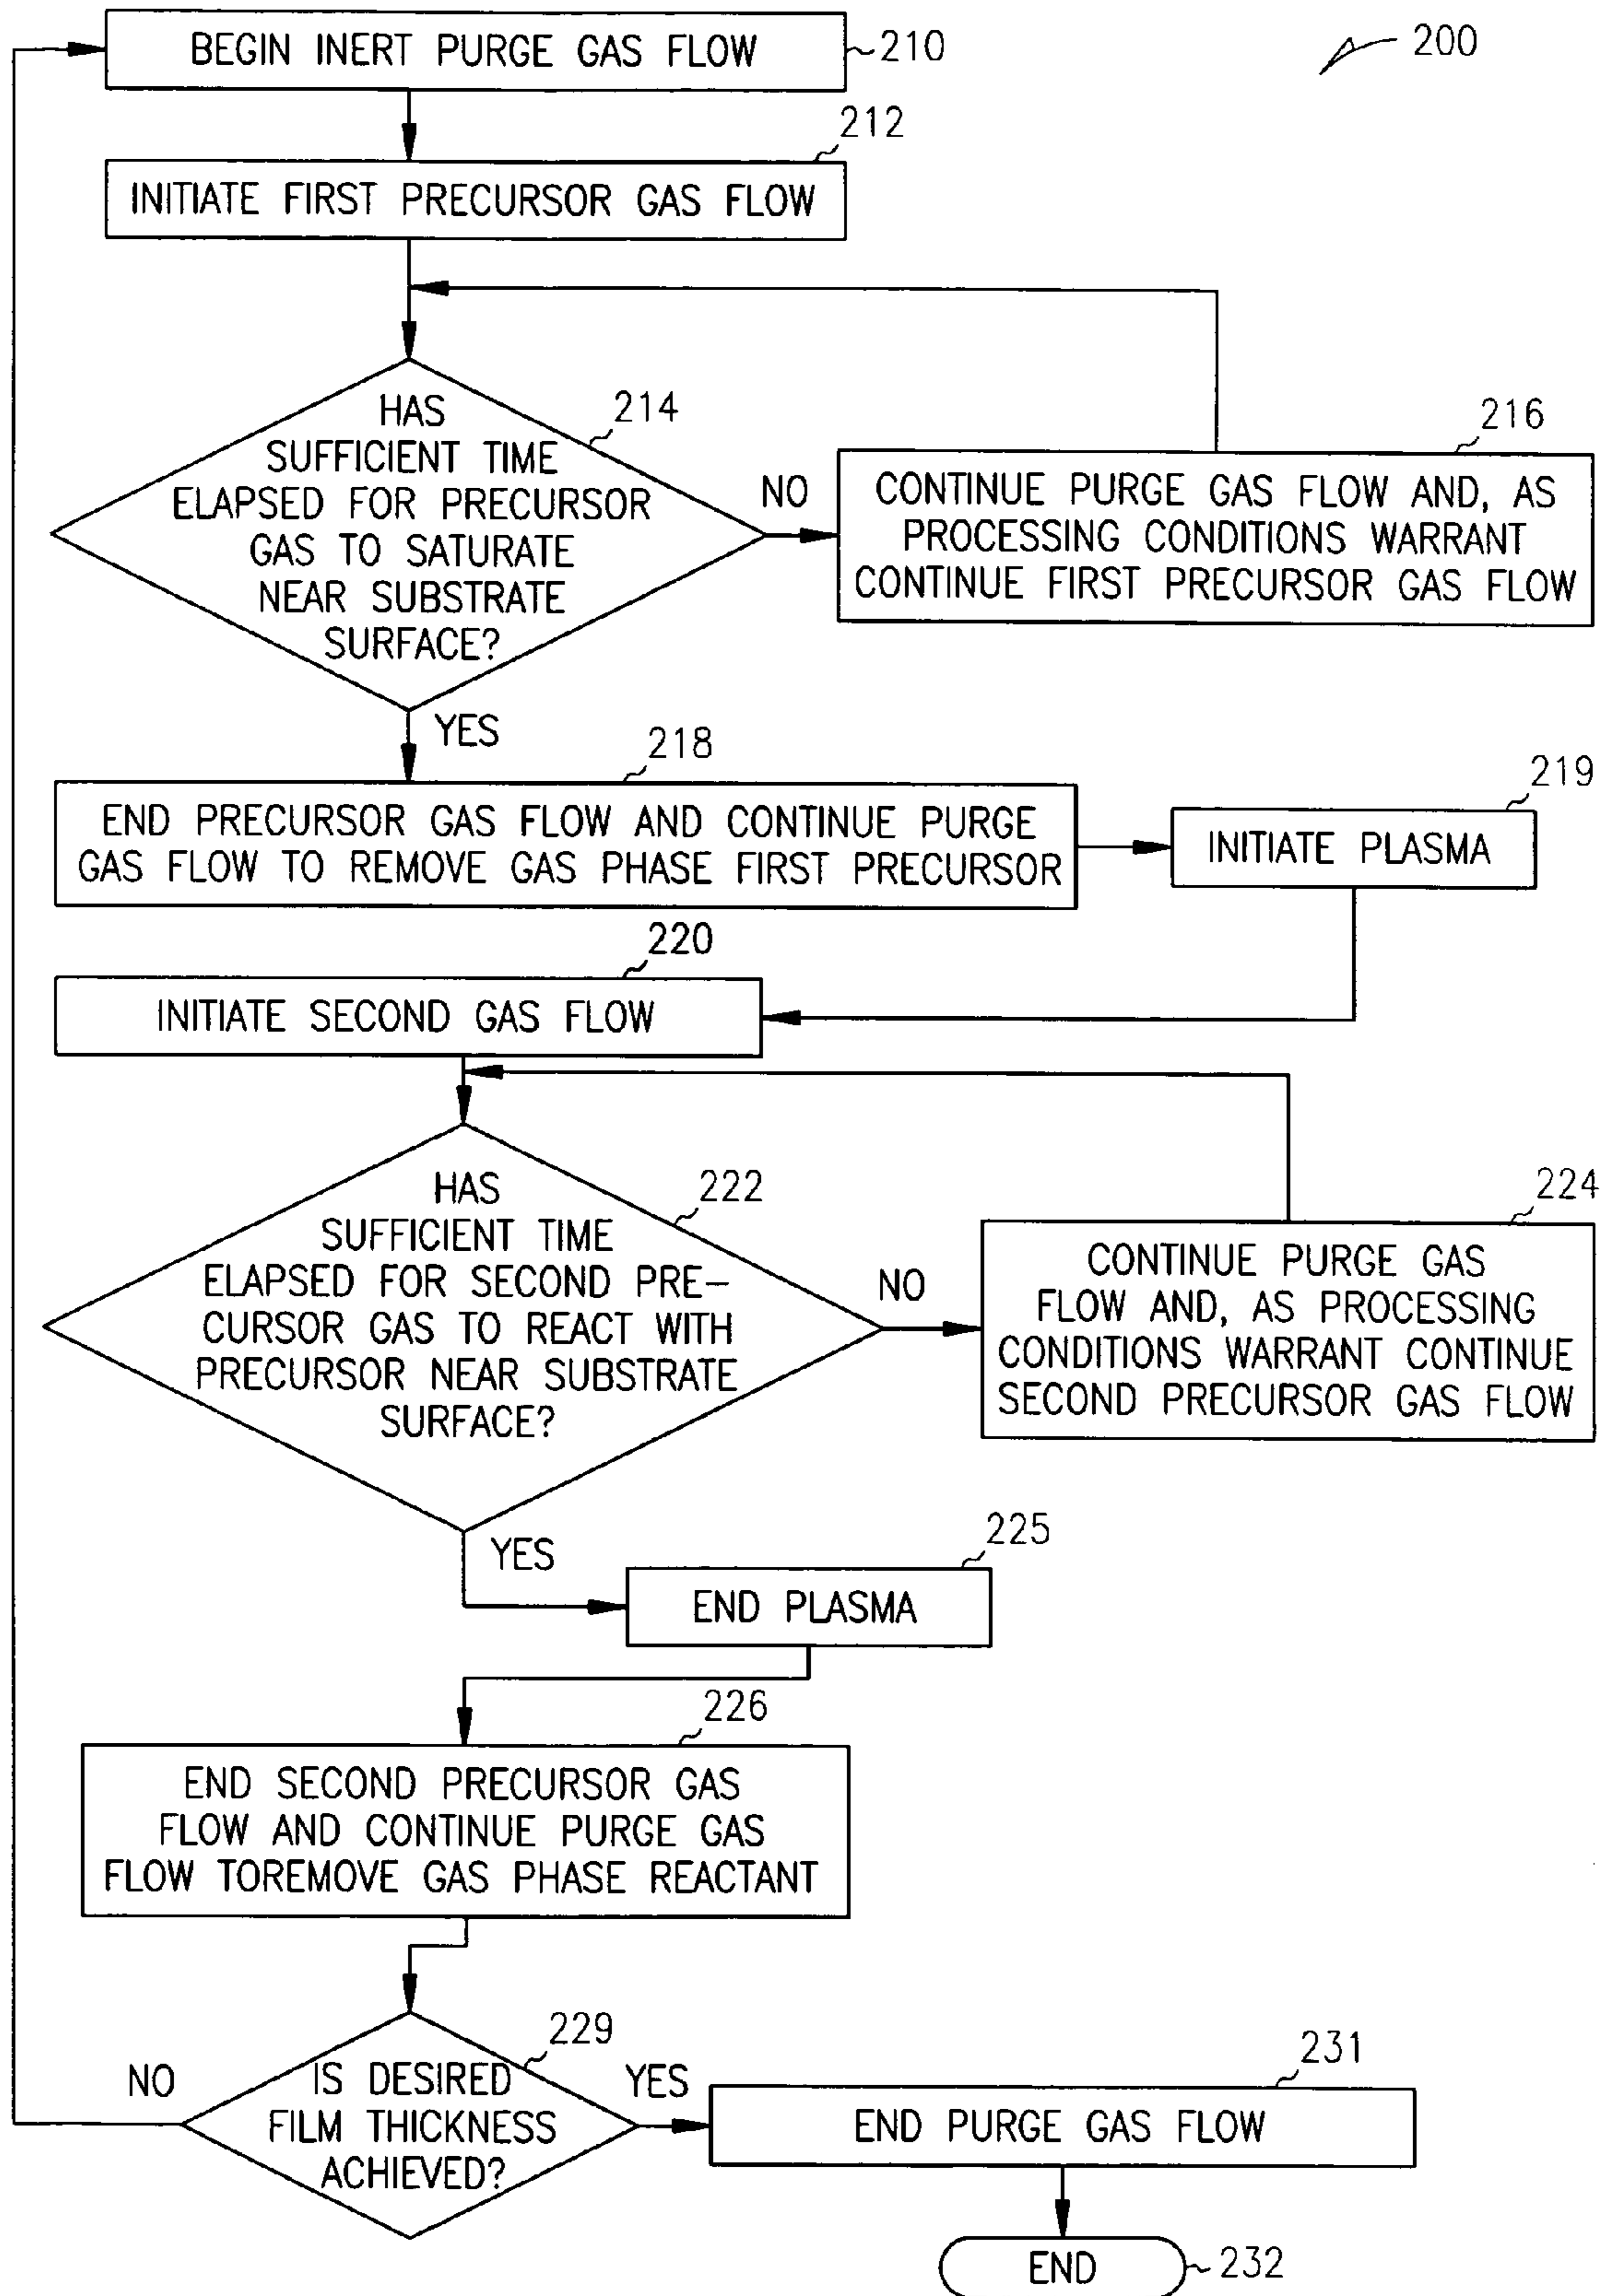 BEGIN INERT PURGE GAS FLOW
210
200
212
INITIATE FIRST PRECURSOR GAS FLOW
HAS
SUFFICIENT TIME
ELAPSED FOR PRECURSOR
GAS TO SATURATE
NEAR SUBSTRATE
SURFACE?
214
NO
216
CONTINUE PURGE GAS FLOW AND, AS
PROCESSING CONDITIONS WARRANT
CONTINUE FIRST PRECURSOR GAS FLOW
YES
218
END PRECURSOR GAS FLOW AND CONTINUE PURGE
GAS FLOW TO REMOVE GAS PHASE FIRST PRECURSOR
219
INITIATE PLASMA
220
INITIATE SECOND GAS FLOW
HAS
SUFFICIENT TIME
ELAPSED FOR SECOND PRE-
CURSOR GAS TO REACT WITH
PRECURSOR NEAR SUBSTRATE
SURFACE?
222
NO
224
CONTINUE PURGE GAS
FLOW AND, AS PROCESSING
CONDITIONS WARRANT CONTINUE
SECOND PRECURSOR GAS FLOW
YES
225
END PLASMA
226
END SECOND PRECURSOR GAS
FLOW AND CONTINUE PURGE GAS
FLOW TOREMOVE GAS PHASE REACTANT
229
NO
IS DESIRED
FILM THICKNESS
ACHIEVED?
YES
231
END PURGE GAS FLOW
END
232